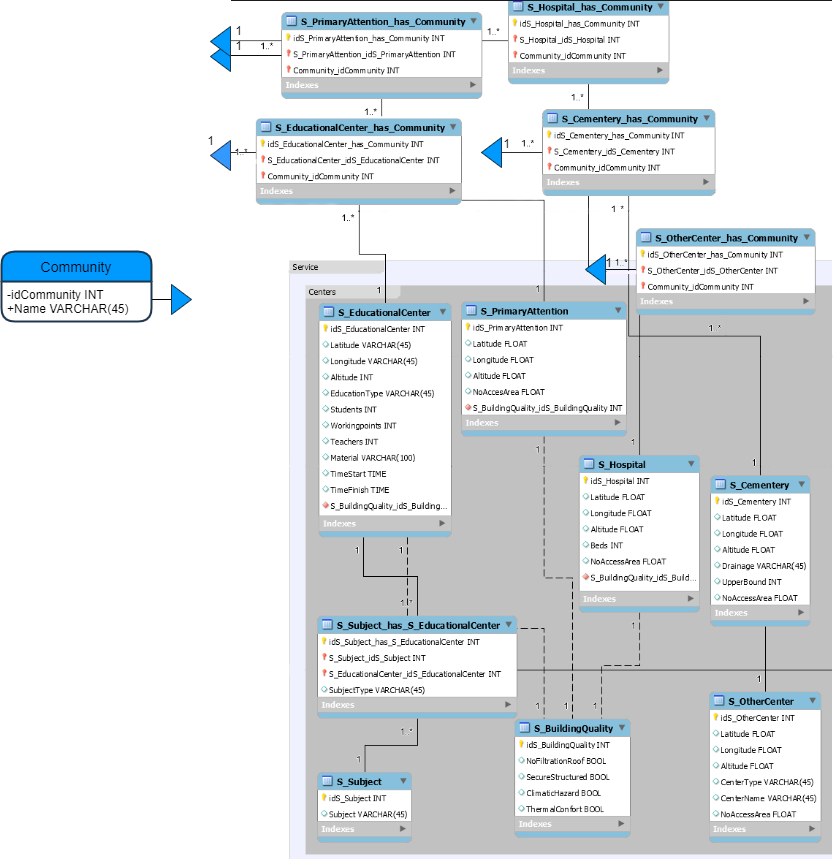 S_PrimaryAttention_has_Community
idS_PrimaryAttention_has_Community INT
S_PrimaryAttention_idS_PrimaryAttention INT
Community_idCommunity INT
Indexes
S_Hospital_has_Community
idS_Hospital_has_Community INT
S_Hospital_idS_Hospital INT
Community_idCommunity INT
Indexes
1
1
1..*
1..*
1..*
1..*
S_EducationalCenter_has_Community
idS_EducationalCenter_has_Community INT
S_EducationalCenter_idS_EducationalCenter INT
Community_idCommunity INT
Indexes
1
1..*
S_Cementery_has_Community
idS_Cementery_has_Community INT
S_Cementery_idS_Cementery INT
Community_idCommunity INT
Indexes
1
1..*
1..*
1..*
S_OtherCenter_has_Community
idS_OtherCenter_has_Community INT
S_OtherCenter_idS_OtherCenter INT
Community_idCommunity INT
Indexes
1
1..*
1..*
Community
-idCommunity INT
+Name VARCHAR(45)
Service
Centers
1
1
S_EducationalCenter
idS_EducationalCenter INT
Latitude VARCHAR(45)
Longitude VARCHAR(45)
Altitude INT
EducationType VARCHAR(45)
Students INT
Workingpoints INT
Teachers INT
Material VARCHAR(100)
TimeStart TIME
TimeFinish TIME
S_BuildingQuality_idS_Building...
Indexes
S_PrimaryAttention
idS_PrimaryAttention INT
Latitude FLOAT
Longitude FLOAT
Altitude FLOAT
NoAccesArea FLOAT
S_BuildingQuality_idS_BuildingQuality INT
Indexes
1
1
1
S_Hospital
idS_Hospital INT
Latitude FLOAT
Longitude FLOAT
Altitude FLOAT
Beds INT
NoAccessArea FLOAT
S_BuildingQuality_idS_Build...
Indexes
S_Cementery
idS_Cementery INT
Latitude FLOAT
Longitude FLOAT
Altitude FLOAT
Drainage VARCHAR(45)
UpperBound INT
NoAccessArea FLOAT
Indexes
1
1
1..*
1
S_Subject_has_S_EducationalCenter
idS_Subject_has_S_EducationalCenter INT
S_Subject_idS_Subject INT
S_EducationalCenter_idS_EducationalCenter INT
SubjectType VARCHAR(45)
Indexes
1
1
1
1
1..*
1
S_BuildingQuality
idS_BuildingQuality INT
NoFiltrationRoof BOOL
SecureStructured BOOL
ClimaticHazard BOOL
ThermalConfort BOOL
Indexes
S_OtherCenter
idS_OtherCenter INT
Latitude FLOAT
Longitude FLOAT
Altitude FLOAT
CenterType VARCHAR(45)
CenterName VARCHAR(45)
NoAccessArea FLOAT
Indexes
S_Subject
idS_Subject INT
Subject VARCHAR(45)
Indexes